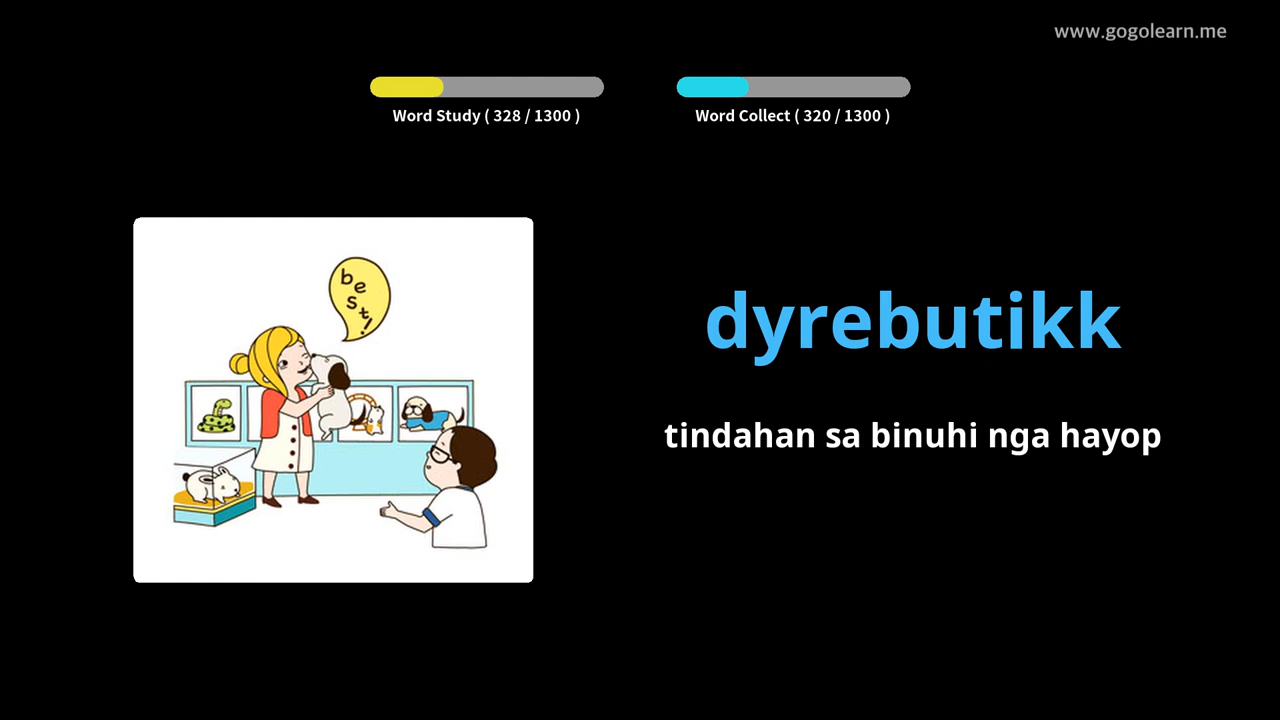 www.gogolearn.me
Word Study ( 328 / 1300 )
Word Collect ( 320 / 1300 )
best!
dyrebutikk
tindahan sa binuhi nga hayop